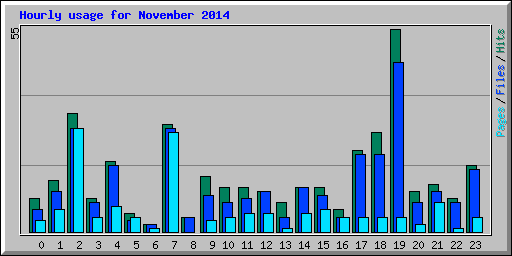 Hourly usage for November 2014
55
Pages/Files/Hits
0 1 2 3 4 5 6 7 8 9 10 11 12 13 14 15 16 17 18 19 20 21 22 23